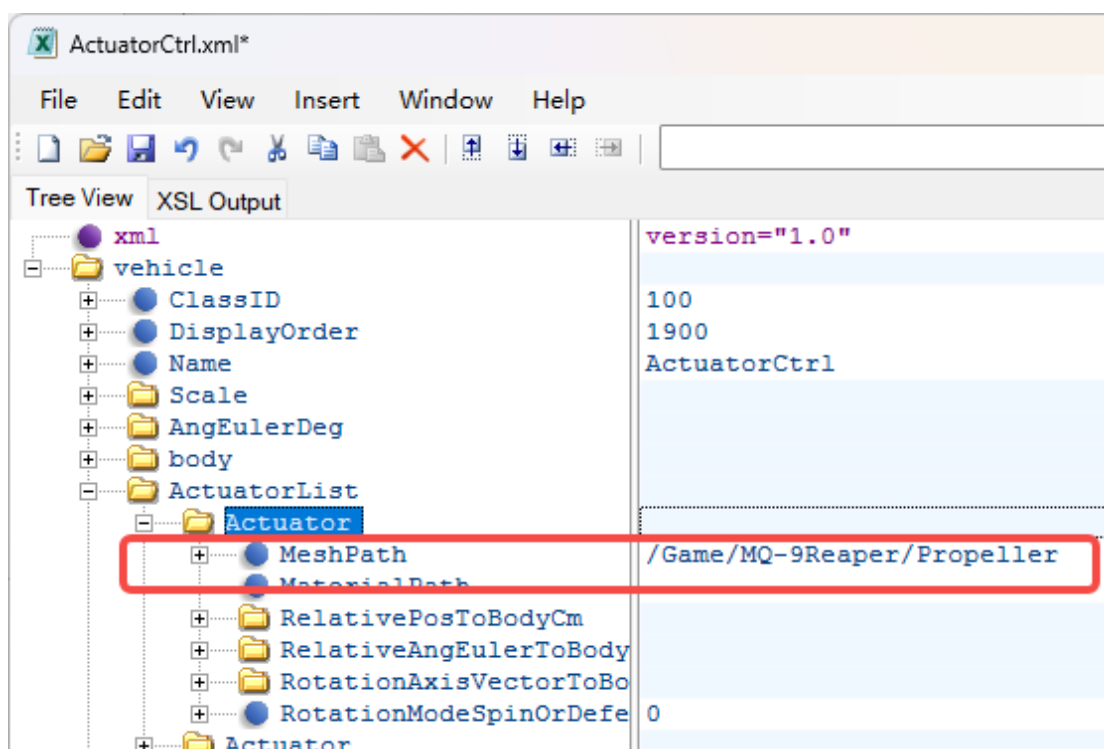 ActuatorCtrl.xml*
File Edit View Insert Window Help
Tree View XSL Output
xml version="1.0"
vehicle
ClassID 100
DisplayOrder 1900
Name ActuatorCtrl
Scale
AngEulerDeg
body
ActuatorList
Actuator
MeshPath /Game/MQ-9Reaper/Propeller
MaterialPath
RelativePosToBodyCm
RelativeAngEulerToBody
RotationAxisVectorToBo
RotationModeSpinOrDefe 0
Actuator